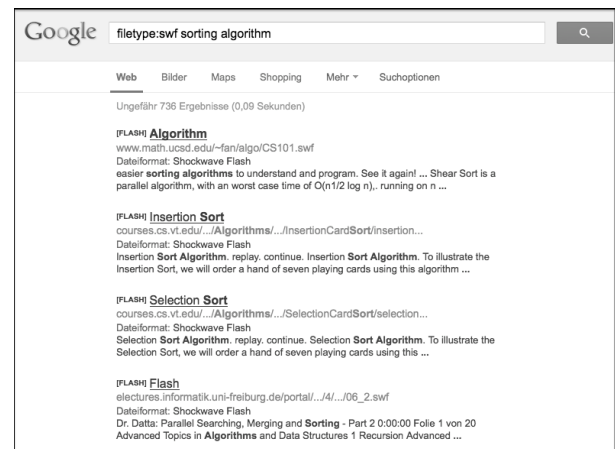 Google filetype:swf sorting algorithm
Web Bilder Maps Shopping Mehr Suchoptionen
Ungefähr 736 Ergebnisse (0,09 Sekunden)
[FLASH] Algorithm
www.math.ucsd.edu/~fan/algo/CS101.swf
Dateiformat: Shockwave Flash
easier sorting algorithms to understand and program. See it again! ... Shear Sort is a
parallel algorithm, with an worst case time of O(n1/2 log n),. running on n ...
[FLASH] Insertion Sort
courses.cs.vt.edu/.../Algorithms/.../InsertionCardSort/insertion...
Dateiformat: Shockwave Flash
Insertion Sort Algorithm. replay. continue. Insertion Sort Algorithm. To illustrate the
Insertion Sort, we will order a hand of seven playing cards using this algorithm ...
[FLASH] Selection Sort
courses.cs.vt.edu/.../Algorithms/.../SelectionCardSort/selection...
Dateiformat: Shockwave Flash
Selection Sort Algorithm. replay. continue. Selection Sort Algorithm. To illustrate the
Selection Sort, we will order a hand of seven playing cards using this ...
[FLASH] Flash
electures.informatik.uni-freiburg.de/portal/.../4/.../06_2.swf
Dateiformat: Shockwave Flash
Dr. Datta: Parallel Searching, Merging and Sorting - Part 2 0:00:00 Folie 1 von 20
Advanced Topics in Algorithms and Data Structures 1 Recursion Advanced ...